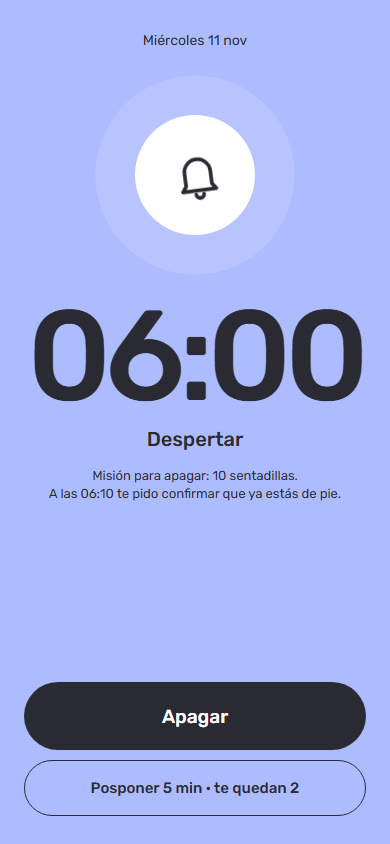 Miércoles 11 nov
06:00
Despertar
Misión para apagar: 10 sentadillas.
A las 06:10 te pido confirmar que ya estás de pie.
Apagar
Posponer 5 min • te quedan 2